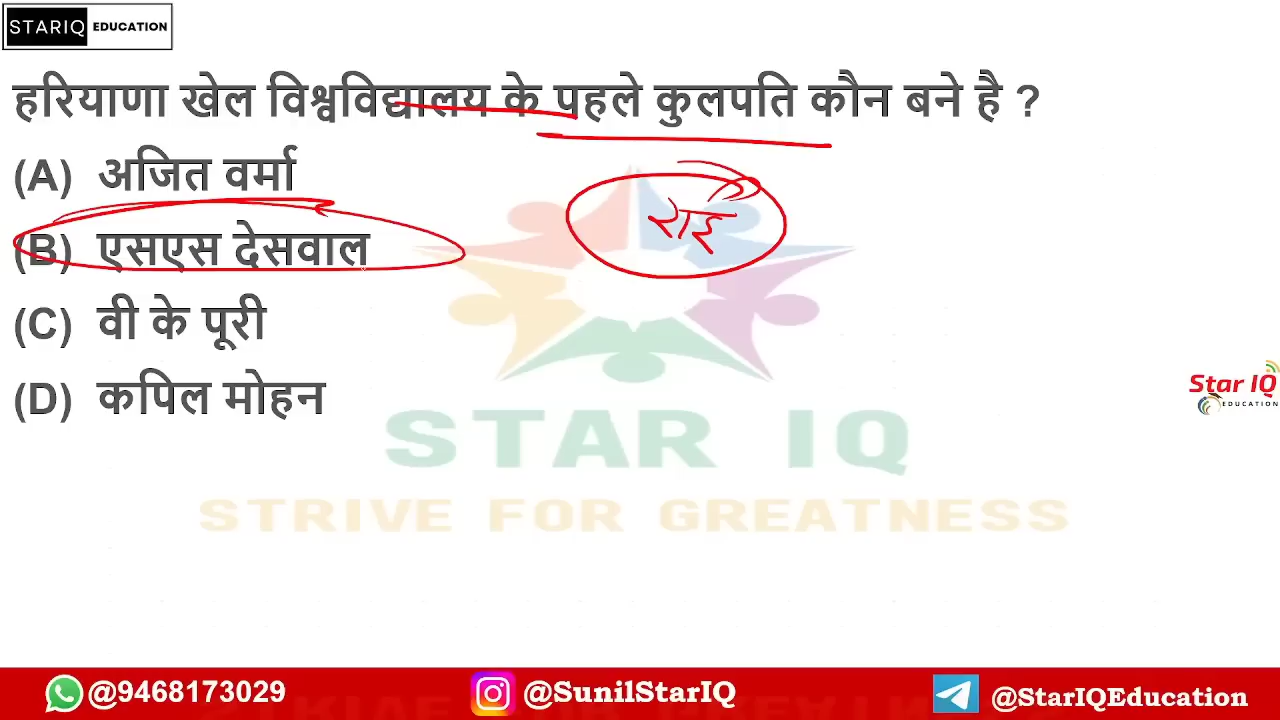 STARIQ EDUCATION
हरियाणा खेल विश्वविद्यालय के पहले कुलपति कौन बने है ?
(A) अजित वर्मा
(B) एसएस देसवाल
राई
(C) वी के पूरी
(D) कपिल मोहन
Star IQ
EDUCATION
STAR IQ
STRIVE FOR GREATNESS
@9468173029 @SunilStarIQ @StarIQEducation